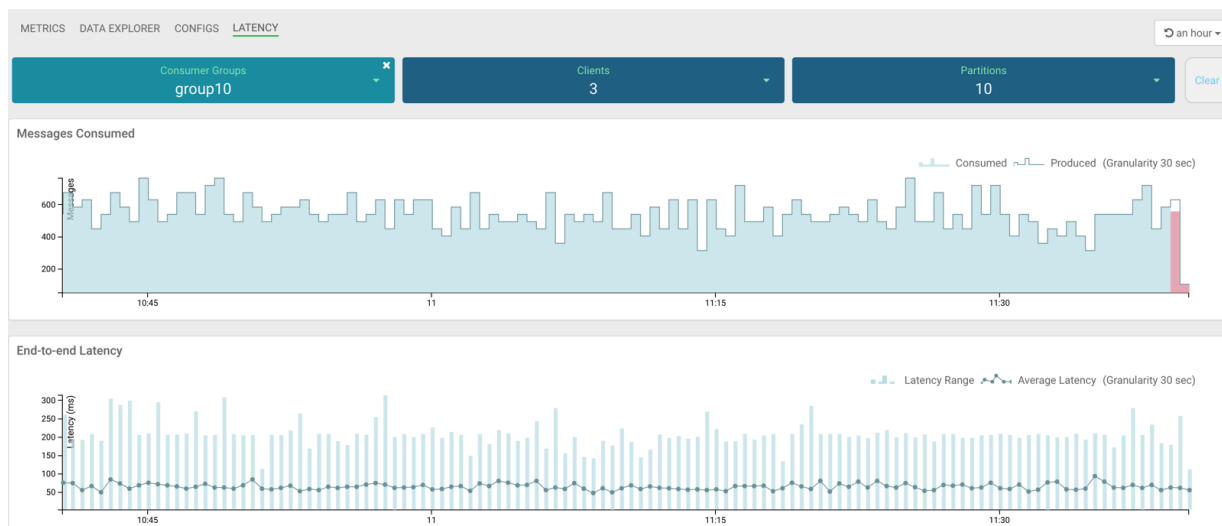 METRICS DATA EXPLORER CONFIGS LATENCY
an hour
Consumer Groups
group10
Clients
3
Partitions
10
Clear
Messages Consumed
Consumed Produced (Granularity 30 sec)
Messages
600
400
200
10:45 11 11:15 11:30
End-to-end Latency
Latency Range Average Latency (Granularity 30 sec)
Latency (ms)
300
250
200
150
100
50
10:45 11 11:15 11:30